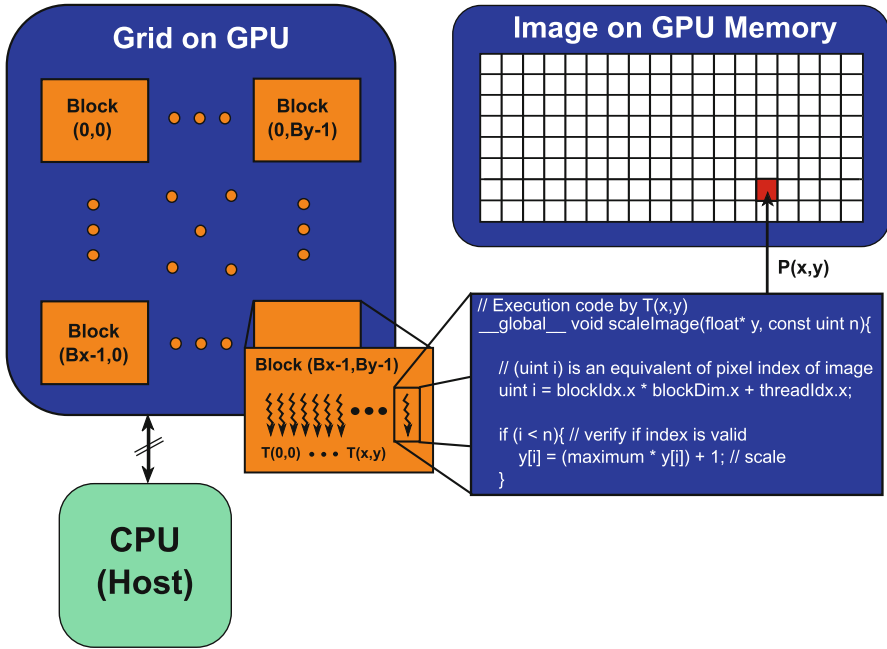 Grid on GPU
Block
(0,0)
Block
(0,By-1)
Block
(Bx-1,0)
Block (Bx-1,By-1)
T(0,0) • • • T(x,y)
CPU
(Host)
Image on GPU Memory
P(x,y)
// Execution code by T(x,y)
__global__ void scaleImage(float* y, const uint n){
// (uint i) is an equivalent of pixel index of image
uint i = blockIdx.x * blockDim.x + threadIdx.x;
if (i < n){ // verify if index is valid
y[i] = (maximum * y[i]) + 1; // scale
}